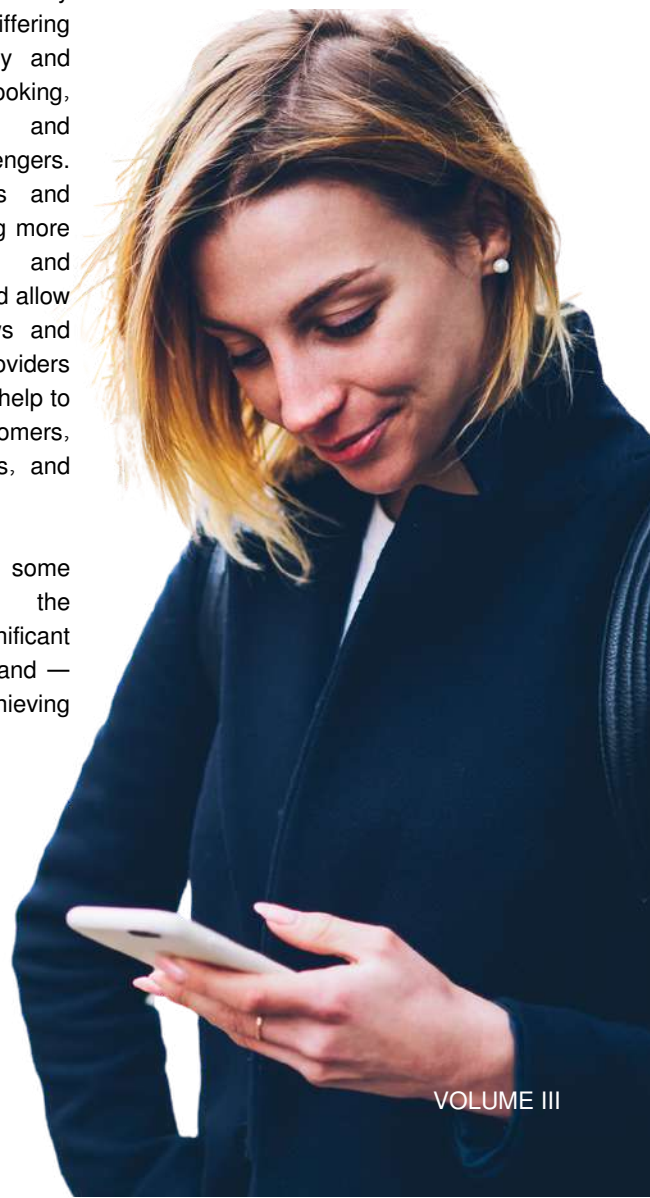 iffering
y and
ooking,
and
engers.
s and
g more
and
d allow
s and
oviders
help to
omers,
s, and
some
the
nificant
and —
hieving
VOLUME III